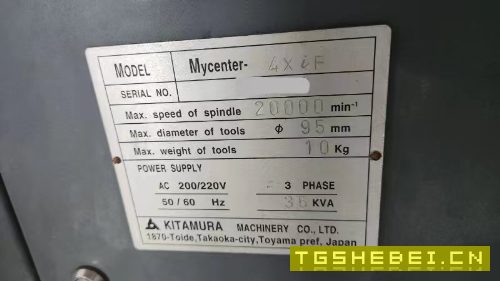 MODEL Mycenter- 4XiF
SERIAL NO.
Max. speed of spindle 20000 min⁻¹
Max. diameter of tools Φ 95 mm
Max. weight of tools 10 Kg
POWER SUPPLY
AC 200/220V 3 PHASE
50/60 Hz 36 KVA
KITAMURA MACHINERY CO., LTD.
1870-Toide, Takaoka-city, Toyama pref, Japan
TGSHEBEI.CN